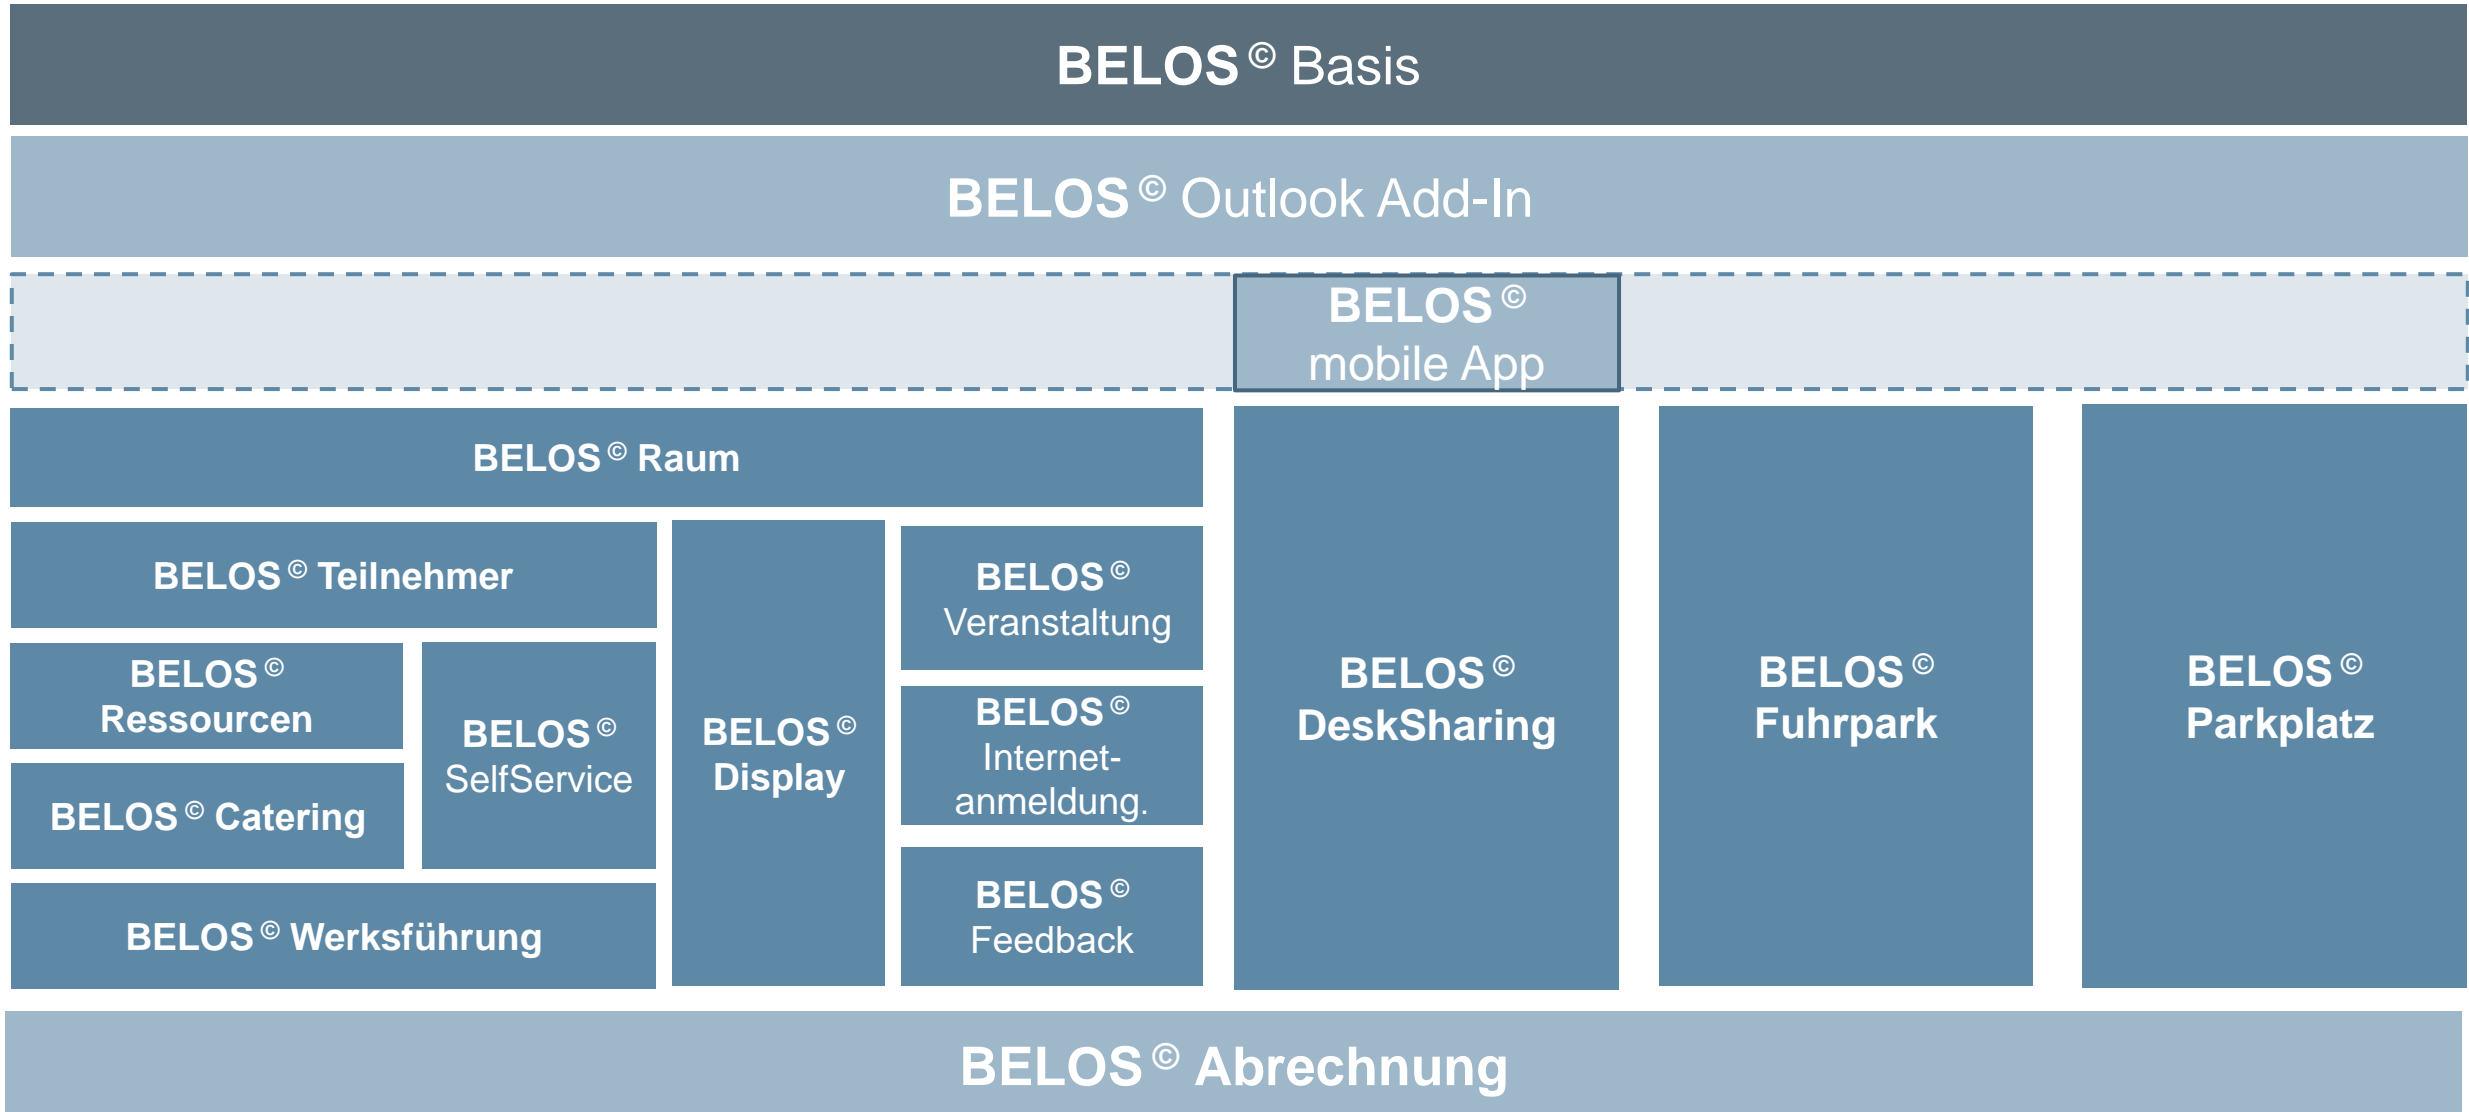 BELOS © Basis
BELOS © Outlook Add-In
BELOS ©
mobile App
BELOS © Raum
BELOS © Teilnehmer
BELOS ©
Ressourcen
BELOS © Catering
BELOS ©
SelfService
BELOS © Werksführung
BELOS ©
Display
BELOS ©
Veranstaltung
BELOS ©
Internet-
anmeldung.
BELOS ©
Feedback
BELOS ©
DeskSharing
BELOS ©
Fuhrpark
BELOS ©
Parkplatz
BELOS © Abrechnung